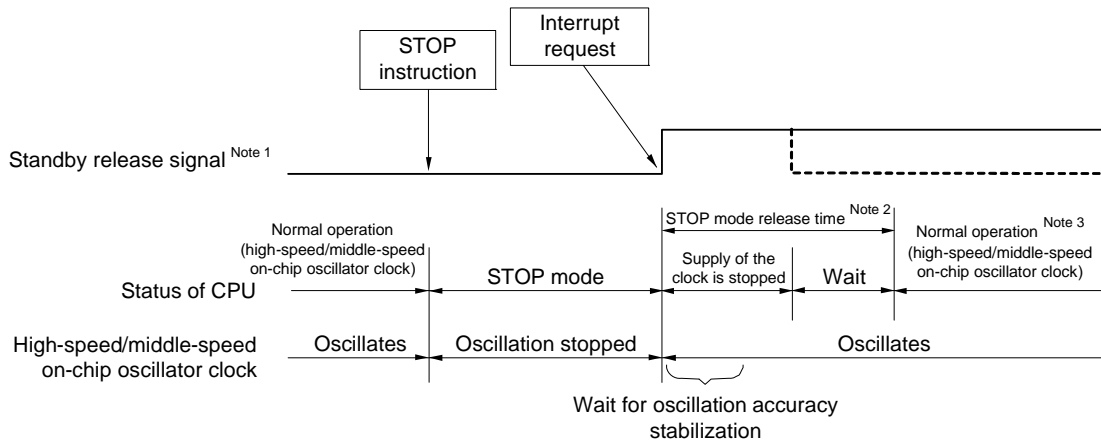 Interrupt
request
STOP
instruction
Standby release signal Note 1
STOP mode release time Note 2
Normal operation
(high-speed/middle-speed
on-chip oscillator clock)
Normal operation Note 3
(high-speed/middle-speed
on-chip oscillator clock)
Supply of the
clock is stopped
Wait
Status of CPU
STOP mode
High-speed/middle-speed
on-chip oscillator clock
Oscillates
Oscillation stopped
Oscillates
Wait for oscillation accuracy
stabilization